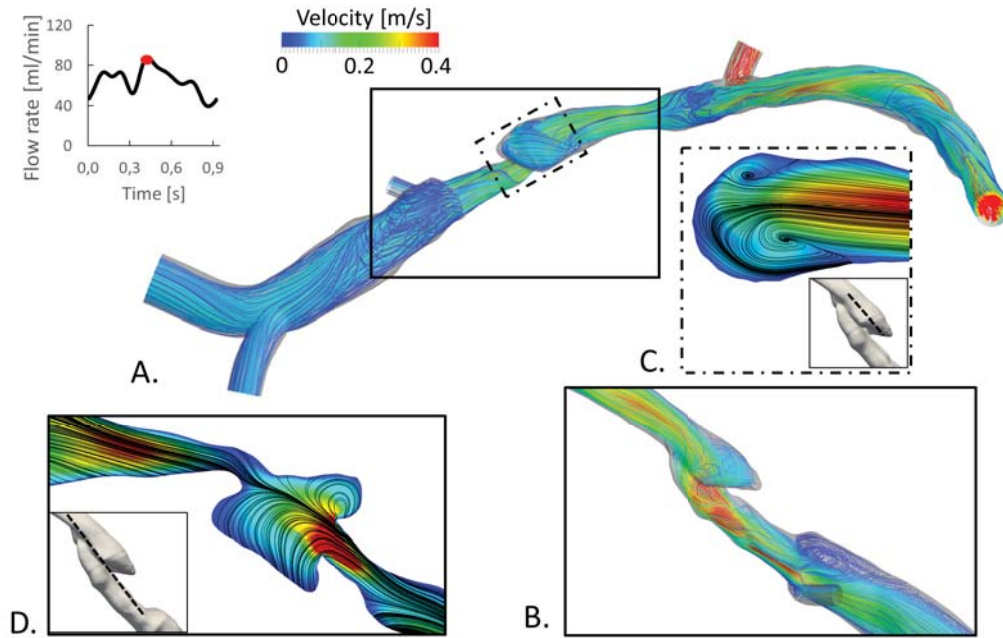 120
80
40
0
Flow rate [ml/min]
0,0 0,3 0,6 0,9
Time [s]
Velocity [m/s]
0 0.2 0.4
A.
C.
D.
B.